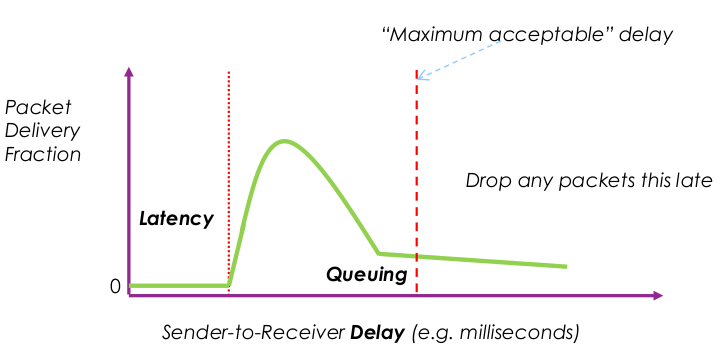 “Maximum acceptable” delay
Packet
Delivery
Fraction
Drop any packets this late
Latency
Queuing
0
Sender-to-Receiver Delay (e.g. milliseconds)